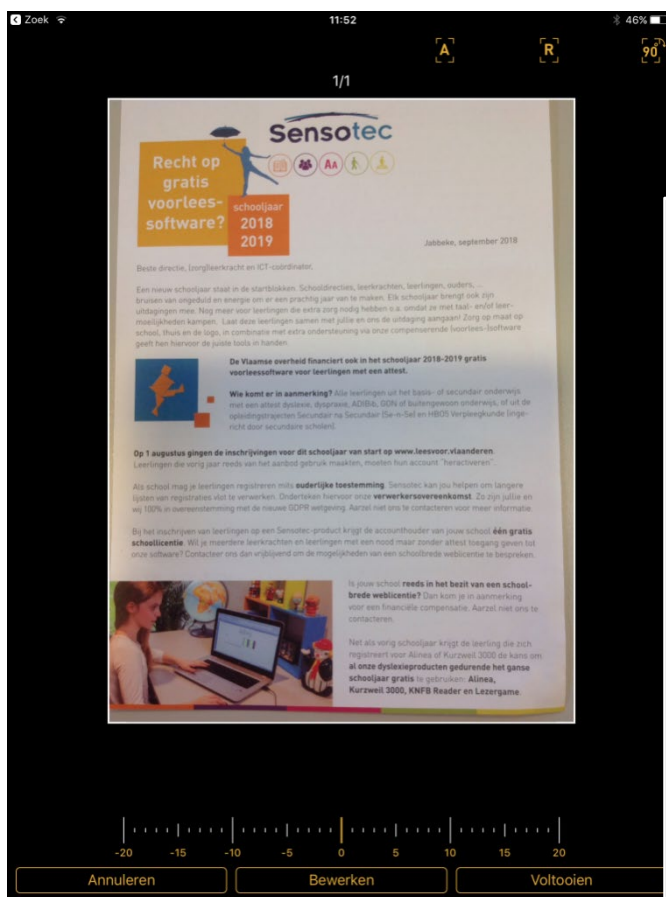 Zoek
11:52
46%
A
R
90°
1/1
Sensotec
Recht op
gratis
voorlees-
software?
AA
schooljaar
2018
2019
Jabbeke, september 2018
Beste directie, (zorg)leerkracht en ICT-coördinator,
Een nieuw schooljaar staat in de startblokken. Schooldirecties, leerkrachten, leerlingen, ouders, ...
bruisen van ongeduld en energie om er een prachtig jaar van te maken. Elk schooljaar brengt ook zijn
uitdagingen mee. Nog meer voor leerlingen die extra zorg nodig hebben o.a. omdat ze met taal- en/of leer-
moeilijkheden kampen. Laat deze leerlingen samen met jullie en ons de uitdaging aangaan! Zorg op maat op
school, thuis en de logo, in combinatie met extra ondersteuning via onze compenserende (voorlees-)software
geeft hen hiervoor de juiste tools in handen.
De Vlaamse overheid financiert ook in het schooljaar 2018-2019 gratis
voorleessoftware voor leerlingen met een attest.
Wie komt er in aanmerking? Alle leerlingen uit het basis- of secundair onderwijs
met een attest dyslexie, dyspraxie, AD(H)D, DON of buitengewoon onderwijs, of uit de
opleidingstrajecten Secundair na Secundair (Se-n-Se) en HBO5 Verpleegkunde (inge-
richt door secundaire scholen).
Op 1 augustus gingen de inschrijvingen voor dit schooljaar van start op www.leesvoor.vlaanderen.
Leerlingen die vorig jaar reeds van het aanbod gebruik maakten, moeten hun account "heractiveren".
Als school mag je leerlingen registreren mits ouderlijke toestemming. Sensotec kan jou helpen om langere
lijsten van registraties vlot te verwerken. Onderteken hiervoor onze verwerkersovereenkomst. Zo zijn jullie en
wij 100% in overeenstemming met de nieuwe GDPR wetgeving. Aarzel niet ons te contacteren voor meer informatie.
Bij het inschrijven van leerlingen op een Sensotec-product krijgt de accounthouder van jouw school één gratis
schoollicentie. Wil je meerdere leerkrachten en leerlingen met een nood maar zonder attest toegang geven tot
onze software? Contacteer ons dan vrijblijvend om de mogelijkheden van een schooltrede weblicentie te bespreken.
Is jouw school reeds in het bezit van een school-
brede weblicentie? Dan kom je in aanmerking
voor een financiële compensatie. Aarzel niet ons te
contacteren.
Net als vorig schooljaar krijgt de leerling die zich
registreert voor Alinea of Kurzweil 3000 de kans om
al onze dyslexieproducten gedurende het ganse
schooljaar gratis te gebruiken: Alinea,
Kurzweil 3000, KNFB Reader en Lezergame.
-20 -15 -10 -5 0 5 10 15 20
Annuleren
Bewerken
Voltooien